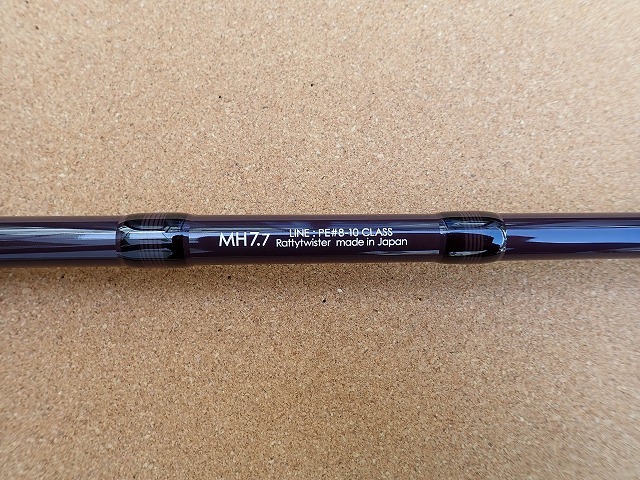 MH7.7
LINE : PE#8-10 CLASS
Rattytwister made in Japan